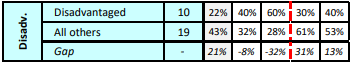 Disadv.
Disadvantaged 10 22% 40% 60% 30% 40%
All others 19 43% 32% 28% 61% 53%
Gap - 21% -8% -32% 31% 13%